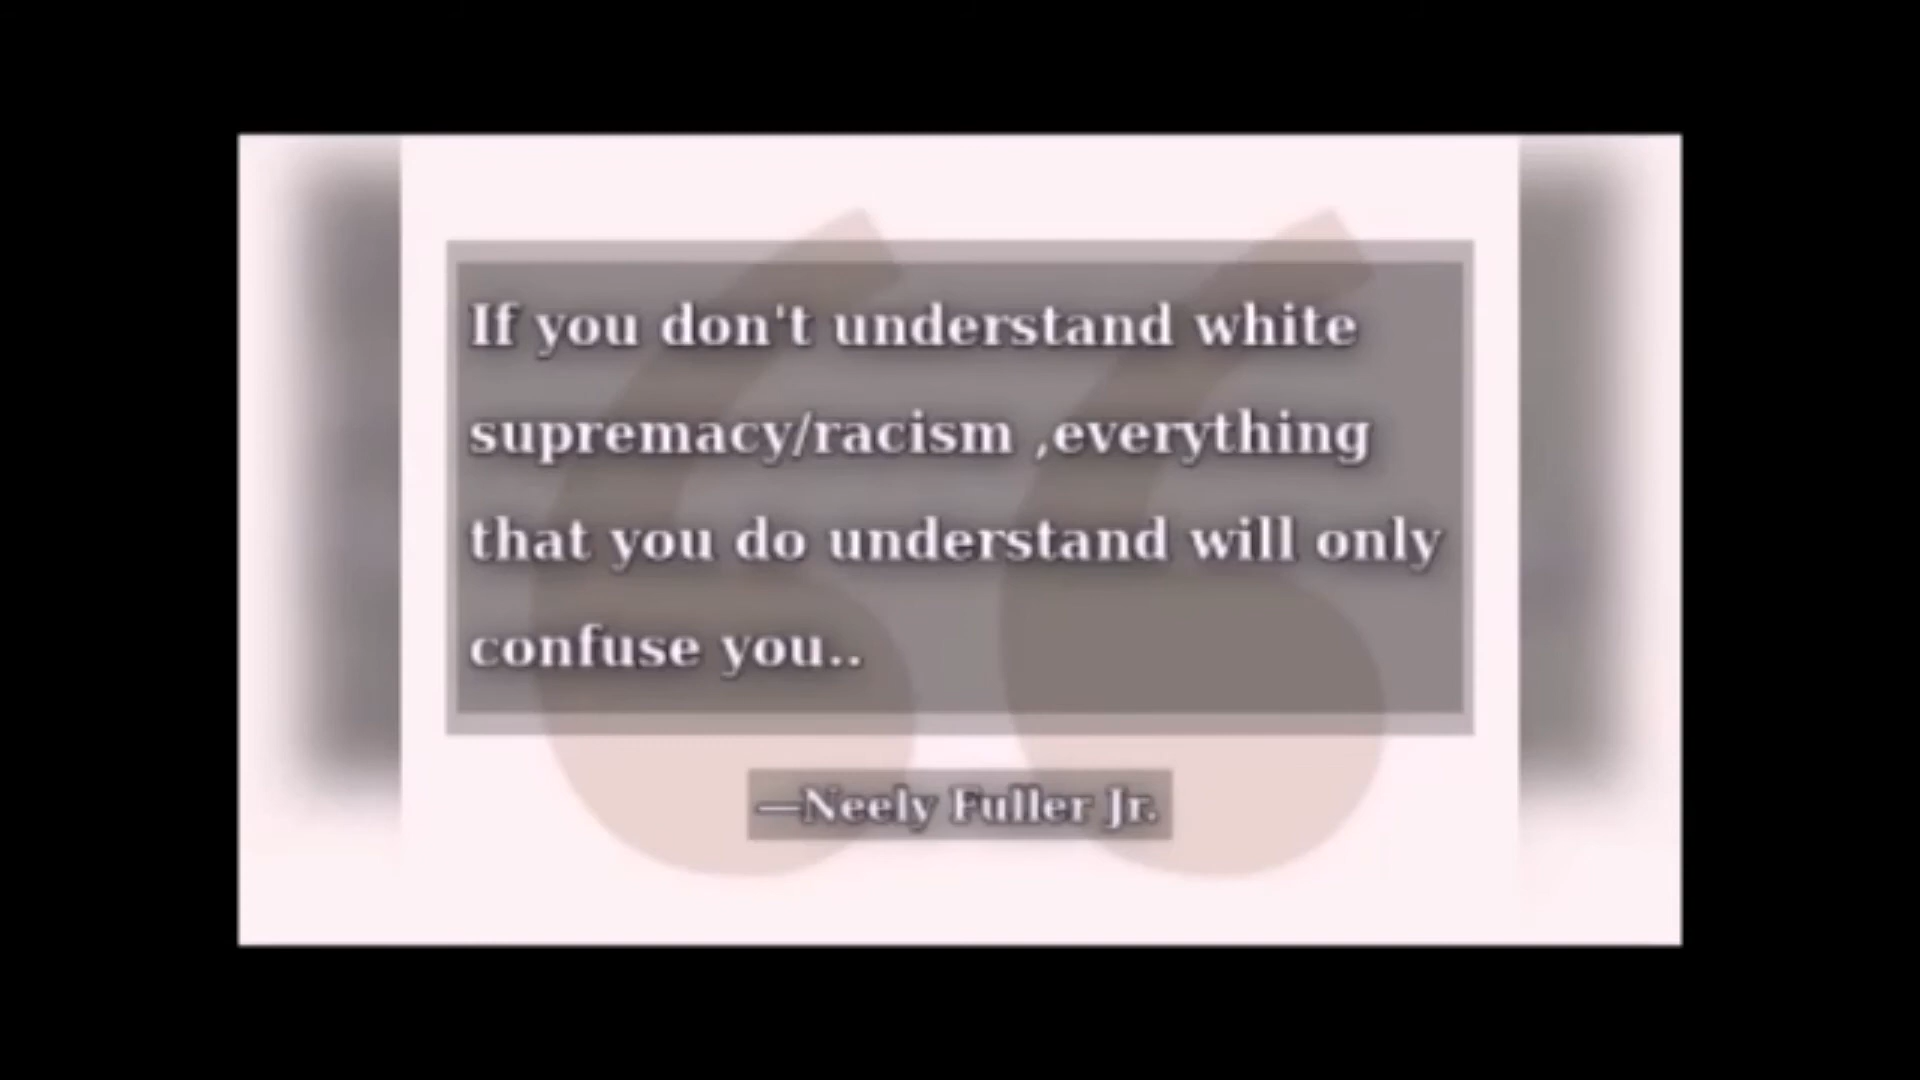 If you don't understand white
supremacy/racism ,everything
that you do understand will only
confuse you..
—Neely Fuller Jr.